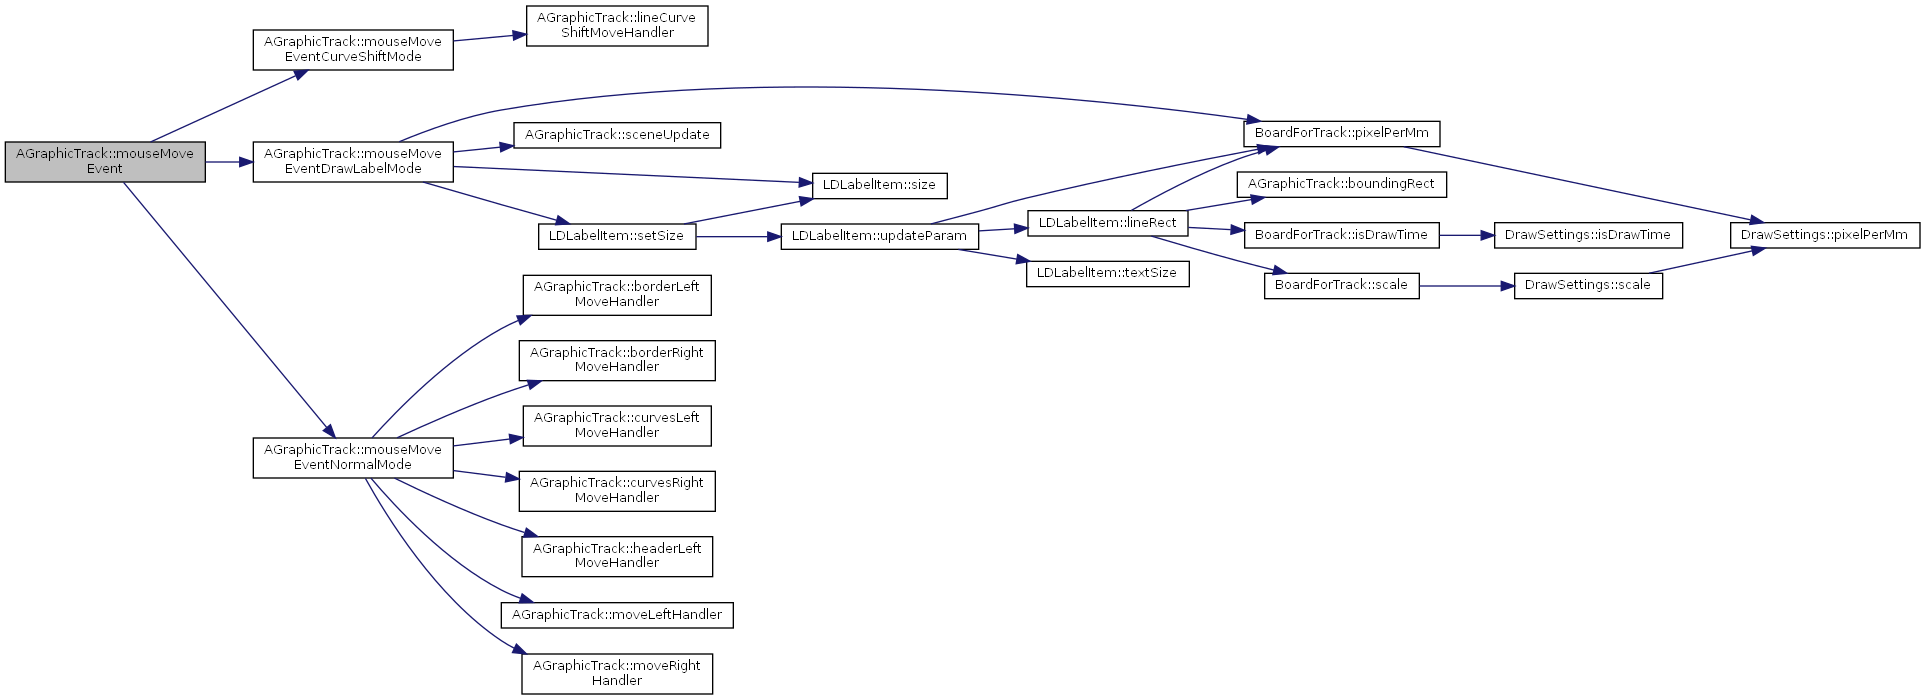 AGraphicTrack::mouseMove
Event
AGraphicTrack::mouseMove
EventCurveShiftMode
AGraphicTrack::lineCurve
ShiftMoveHandler
AGraphicTrack::mouseMove
EventDrawLabelMode
AGraphicTrack::sceneUpdate
LDLabelItem::size
LDLabelItem::setSize
LDLabelItem::updateParam
LDLabelItem::lineRect
LDLabelItem::textSize
BoardForTrack::pixelPerMm
AGraphicTrack::boundingRect
BoardForTrack::isDrawTime
BoardForTrack::scale
DrawSettings::isDrawTime
DrawSettings::scale
DrawSettings::pixelPerMm
AGraphicTrack::mouseMove
EventNormalMode
AGraphicTrack::borderLeft
MoveHandler
AGraphicTrack::borderRight
MoveHandler
AGraphicTrack::curvesLeft
MoveHandler
AGraphicTrack::curvesRight
MoveHandler
AGraphicTrack::headerLeft
MoveHandler
AGraphicTrack::moveLeftHandler
AGraphicTrack::moveRight
Handler